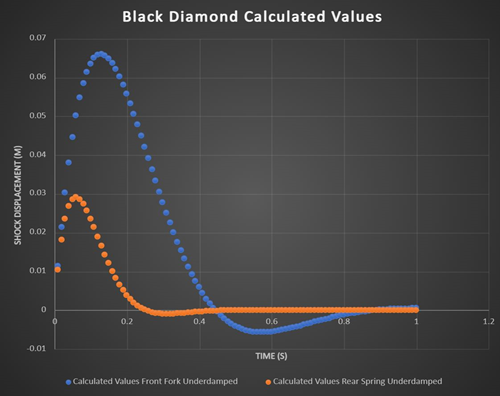 Black Diamond Calculated Values
0.07
0.06
0.05
0.04
0.03
0.02
0.01
0
-0.01
SHOCK DISPLACEMENT (M)
0 0.2 0.4 0.6 0.8 1 1.2
TIME (S)
Calculated Values Front Fork Underdamped Calculated Values Rear Spring Underdamped